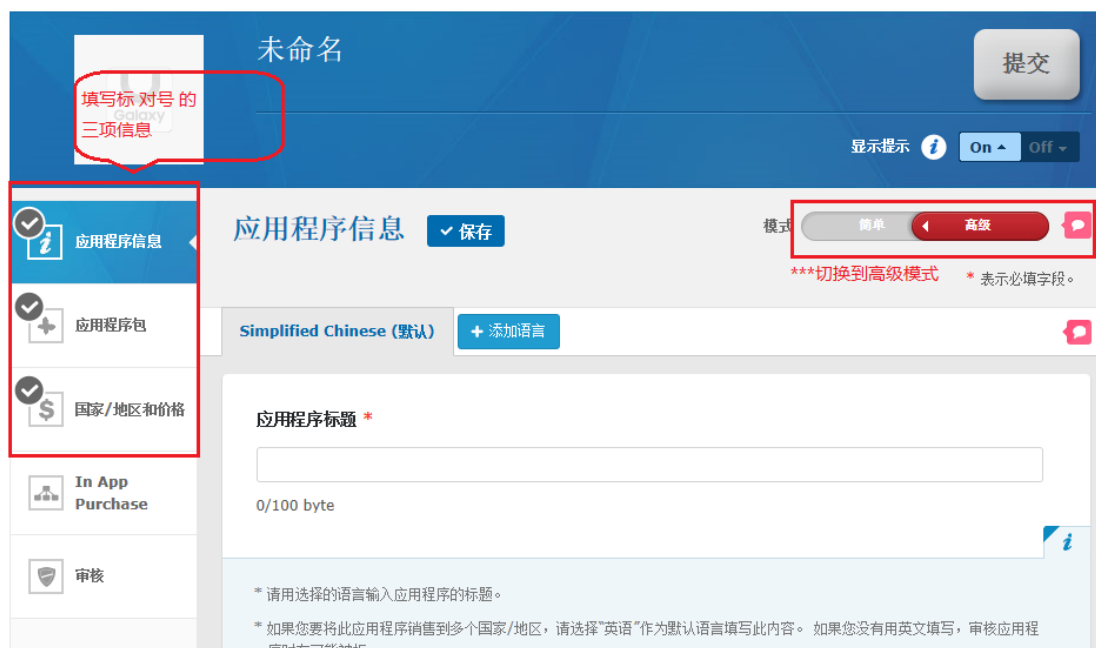 未命名
提交
填写标 对号 的
Galaxy
三项信息
显示提示
On
Off
应用程序信息
应用程序信息
保存
模式
简单
高级
***切换到高级模式
* 表示必填字段。
应用程序包
Simplified Chinese (默认)
+ 添加语言
国家/地区和价格
应用程序标题 *
In App
Purchase
0/100 byte
审核
* 请用选择的语言输入应用程序的标题。
* 如果您要将此应用程序销售到多个国家/地区，请选择"英语"作为默认语言填写此内容。 如果您没有用英文填写，审核应用程